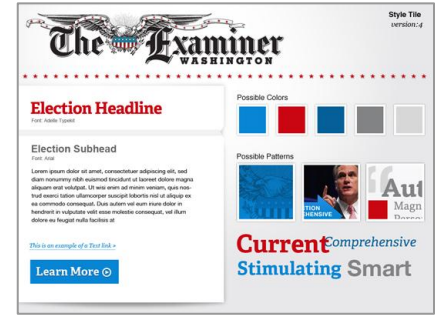 Style Tile
version:4
The Examiner
WASHINGTON
Election Headline
Font: Adelle Typekit
Election Subhead
Font: Arial
Lorem ipsum dolor sit amet, consectetuer adipiscing elit, sed
diam nonummy nibh euismod tincidunt ut laoreet dolore magna
aliquam erat volutpat. Ut wisi enim ad minim veniam, quis nos-
trud exerci tation ullamcorper suscipit lobortis nisl ut aliquip ex
ea commodo consequat. Duis autem vel eum iriure dolor in
hendrerit in vulputate velit esse molestie consequat, vel illum
dolore eu feugiat nulla facilisis at
This is an example of a Text link »
Learn More
Possible Colors
Possible Patterns
TION
HENSIVE
Aut
Magn
Current Comprehensive
Stimulating Smart